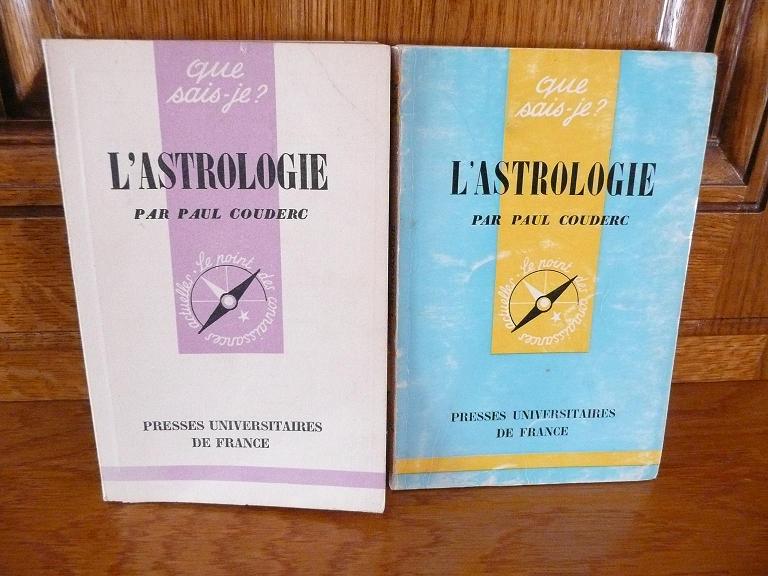 que
sais-je?
L'ASTROLOGIE
PAR PAUL COUDERC
Le point des connaissances actuelles.
PRESSES UNIVERSITAIRES
DE FRANCE
que
sais-je?
L'ASTROLOGIE
PAR PAUL COUDERC
Le point des connaissances actuelles.
PRESSES UNIVERSITAIRES
DE FRANCE